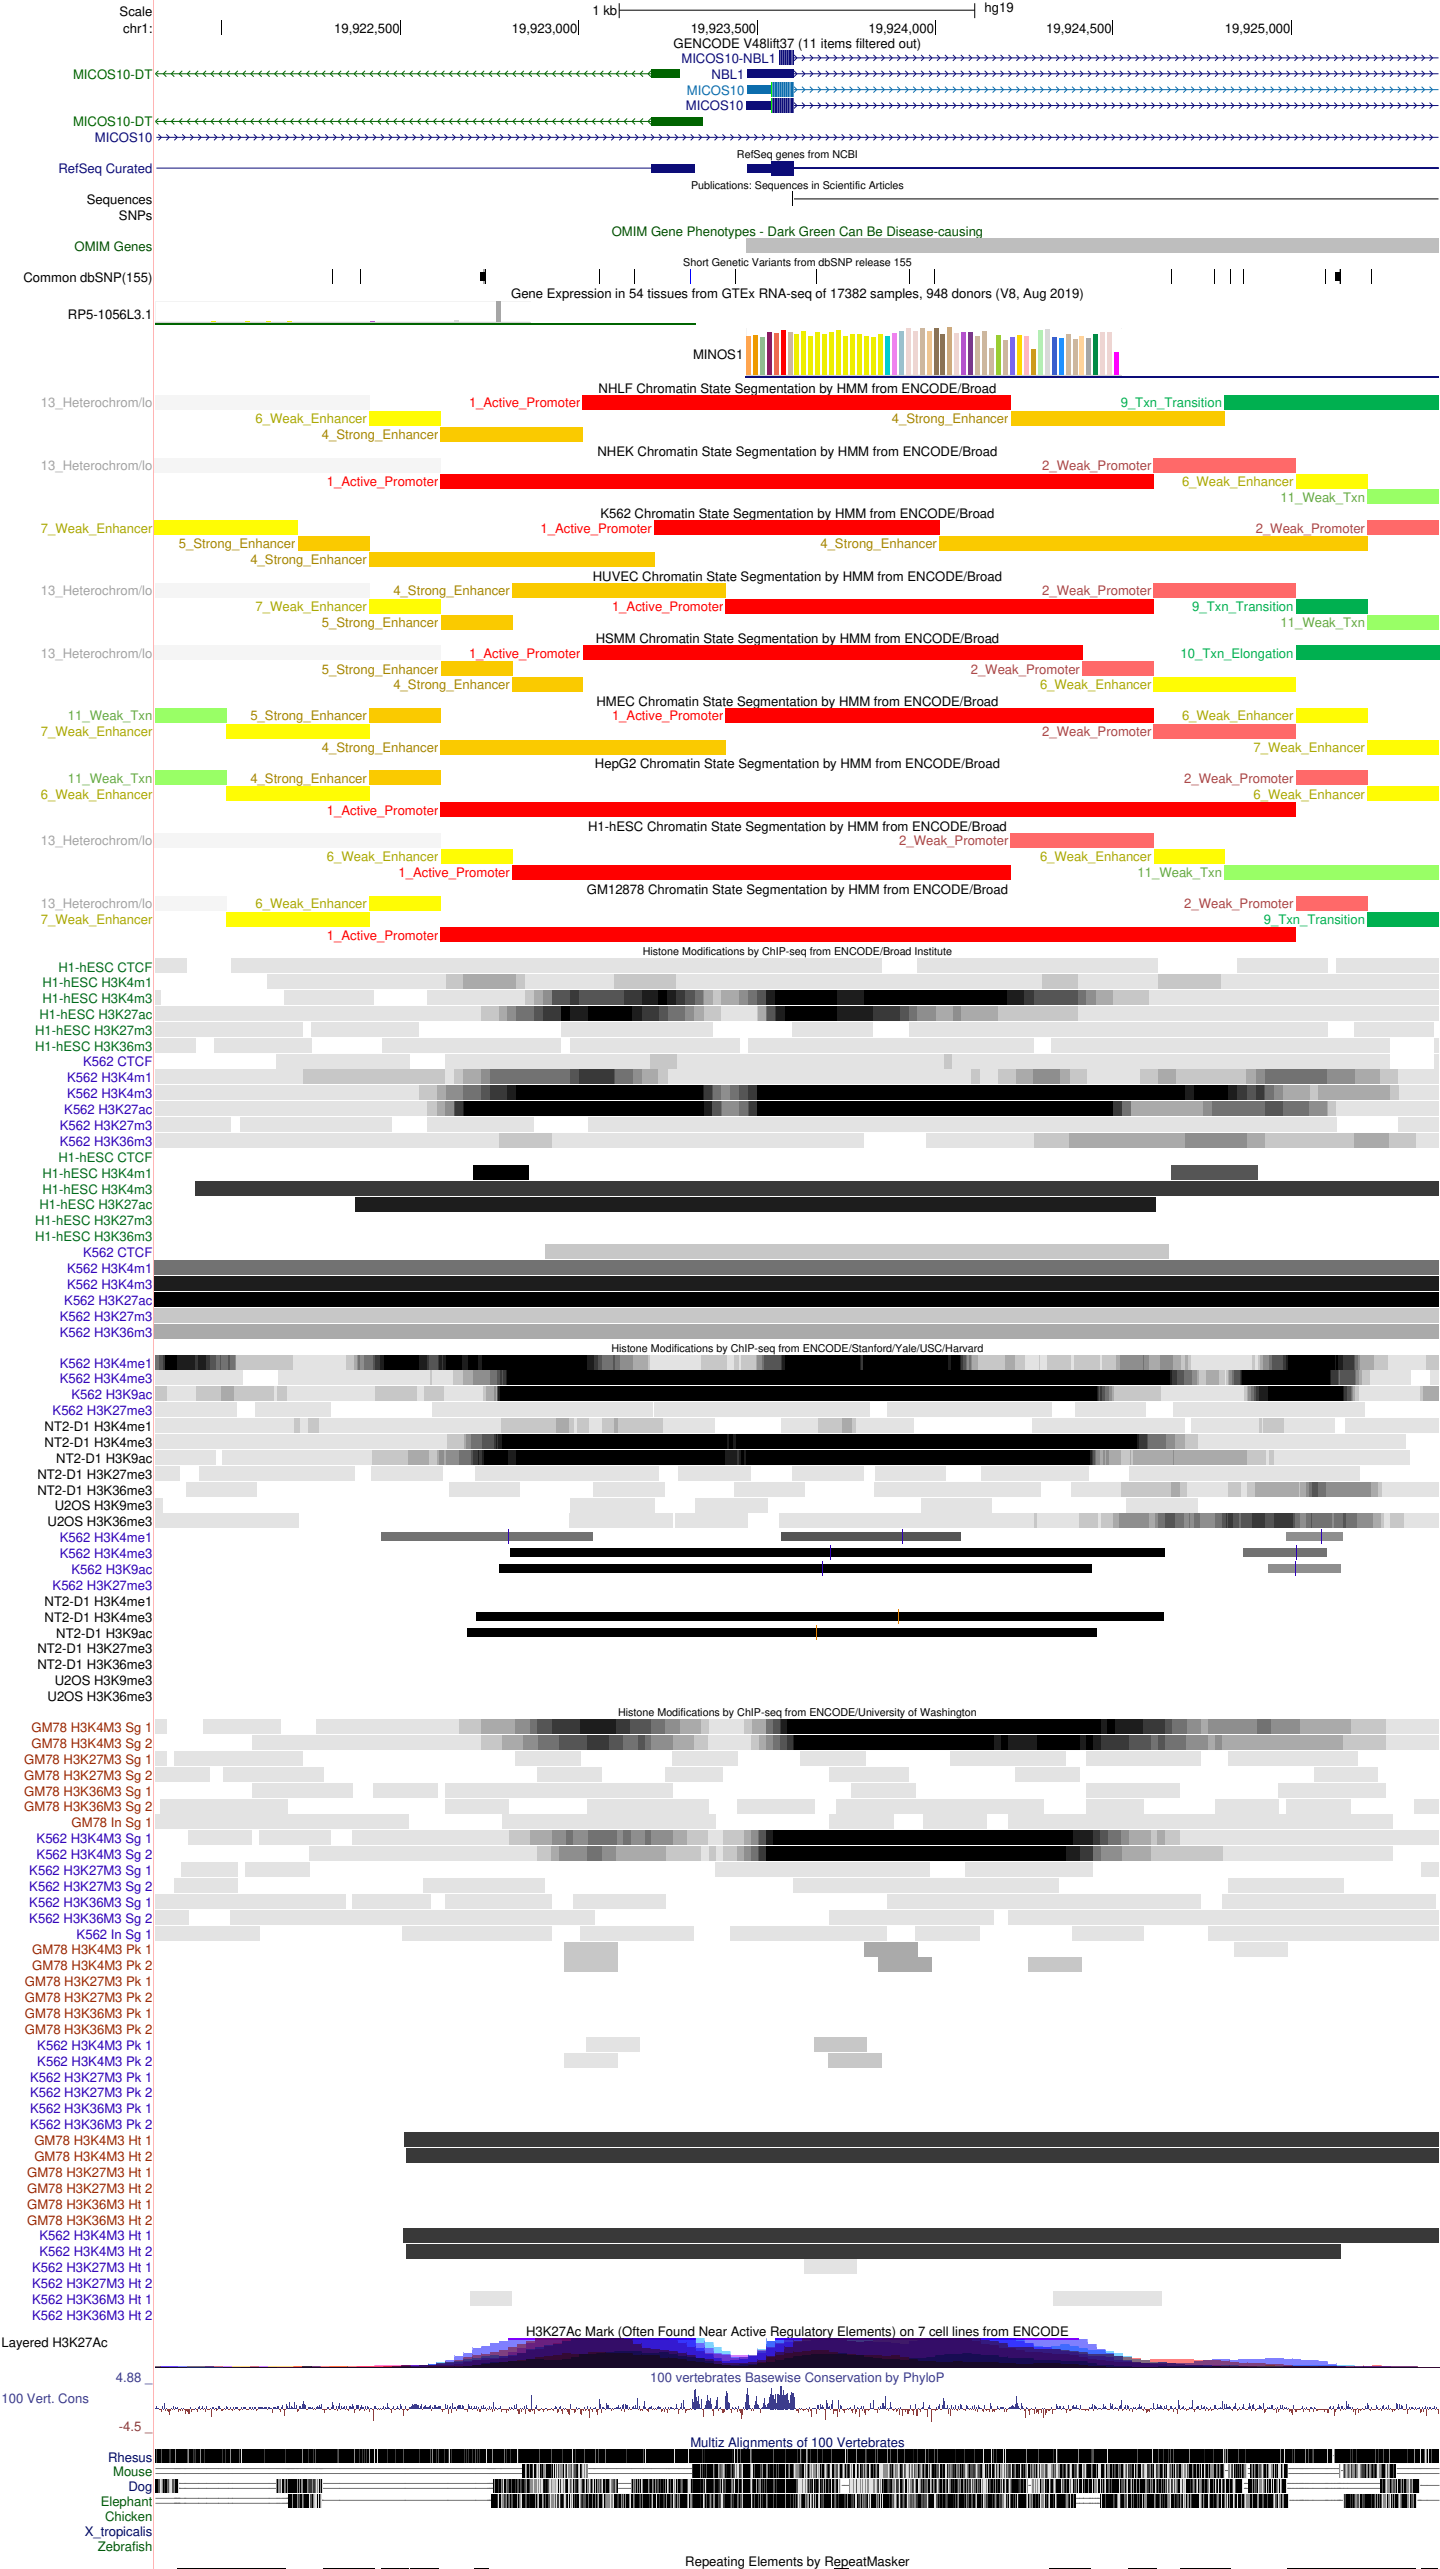 Scale 1 kb hg19
chr1: 19,922,500 19,923,000 19,923,500 19,924,000 19,924,500 19,925,000
GENCODE V48lift37 (11 items filtered out)
MICOS10-NBL1
MICOS10-DT NBL1
MICOS10
MICOS10
MICOS10-DT
MICOS10
RefSeq genes from NCBI
RefSeq Curated
Publications: Sequences in Scientific Articles
Sequences
SNPs
OMIM Gene Phenotypes - Dark Green Can Be Disease-causing
OMIM Genes
Short Genetic Variants from dbSNP release 155
Common dbSNP(155)
Gene Expression in 54 tissues from GTEx RNA-seq of 17382 samples, 948 donors (V8, Aug 2019)
RP5-1056L3.1
MINOS1
NHLF Chromatin State Segmentation by HMM from ENCODE/Broad
13_Heterochrom/lo 1_Active_Promoter 9_Txn_Transition
6_Weak_Enhancer 4_Strong_Enhancer
4_Strong_Enhancer
NHEK Chromatin State Segmentation by HMM from ENCODE/Broad
13_Heterochrom/lo 2_Weak_Promoter
1_Active_Promoter 6_Weak_Enhancer
11_Weak_Txn
K562 Chromatin State Segmentation by HMM from ENCODE/Broad
7_Weak_Enhancer 1_Active_Promoter 2_Weak_Promoter
5_Strong_Enhancer 4_Strong_Enhancer
4_Strong_Enhancer
HUVEC Chromatin State Segmentation by HMM from ENCODE/Broad
13_Heterochrom/lo 4_Strong_Enhancer 2_Weak_Promoter
7_Weak_Enhancer 1_Active_Promoter 9_Txn_Transition
5_Strong_Enhancer 11_Weak_Txn
HSMM Chromatin State Segmentation by HMM from ENCODE/Broad
13_Heterochrom/lo 1_Active_Promoter 10_Txn_Elongation
5_Strong_Enhancer 2_Weak_Promoter
4_Strong_Enhancer 6_Weak_Enhancer
HMEC Chromatin State Segmentation by HMM from ENCODE/Broad
11_Weak_Txn 5_Strong_Enhancer 1_Active_Promoter 6_Weak_Enhancer
7_Weak_Enhancer 2_Weak_Promoter
4_Strong_Enhancer 7_Weak_Enhancer
HepG2 Chromatin State Segmentation by HMM from ENCODE/Broad
11_Weak_Txn 4_Strong_Enhancer 2_Weak_Promoter
6_Weak_Enhancer 6_Weak_Enhancer
1_Active_Promoter
H1-hESC Chromatin State Segmentation by HMM from ENCODE/Broad
13_Heterochrom/lo 2_Weak_Promoter
6_Weak_Enhancer 6_Weak_Enhancer
1_Active_Promoter 11_Weak_Txn
GM12878 Chromatin State Segmentation by HMM from ENCODE/Broad
13_Heterochrom/lo 6_Weak_Enhancer 2_Weak_Promoter
7_Weak_Enhancer 9_Txn_Transition
1_Active_Promoter
Histone Modifications by ChIP-seq from ENCODE/Broad Institute
H1-hESC CTCF
H1-hESC H3K4m1
H1-hESC H3K4m3
H1-hESC H3K27ac
H1-hESC H3K27m3
H1-hESC H3K36m3
K562 CTCF
K562 H3K4m1
K562 H3K4m3
K562 H3K27ac
K562 H3K27m3
K562 H3K36m3
H1-hESC CTCF
H1-hESC H3K4m1
H1-hESC H3K4m3
H1-hESC H3K27ac
H1-hESC H3K27m3
H1-hESC H3K36m3
K562 CTCF
K562 H3K4m1
K562 H3K4m3
K562 H3K27ac
K562 H3K27m3
K562 H3K36m3
Histone Modifications by ChIP-seq from ENCODE/Stanford/Yale/USC/Harvard
K562 H3K4me1
K562 H3K4me3
K562 H3K9ac
K562 H3K27me3
NT2-D1 H3K4me1
NT2-D1 H3K4me3
NT2-D1 H3K9ac
NT2-D1 H3K27me3
NT2-D1 H3K36me3
U2OS H3K9me3
U2OS H3K36me3
K562 H3K4me1
K562 H3K4me3
K562 H3K9ac
K562 H3K27me3
NT2-D1 H3K4me1
NT2-D1 H3K4me3
NT2-D1 H3K9ac
NT2-D1 H3K27me3
NT2-D1 H3K36me3
U2OS H3K9me3
U2OS H3K36me3
Histone Modifications by ChIP-seq from ENCODE/University of Washington
GM78 H3K4M3 Sg 1
GM78 H3K4M3 Sg 2
GM78 H3K27M3 Sg 1
GM78 H3K27M3 Sg 2
GM78 H3K36M3 Sg 1
GM78 H3K36M3 Sg 2
GM78 In Sg 1
K562 H3K4M3 Sg 1
K562 H3K4M3 Sg 2
K562 H3K27M3 Sg 1
K562 H3K27M3 Sg 2
K562 H3K36M3 Sg 1
K562 H3K36M3 Sg 2
K562 In Sg 1
GM78 H3K4M3 Pk 1
GM78 H3K4M3 Pk 2
GM78 H3K27M3 Pk 1
GM78 H3K27M3 Pk 2
GM78 H3K36M3 Pk 1
GM78 H3K36M3 Pk 2
K562 H3K4M3 Pk 1
K562 H3K4M3 Pk 2
K562 H3K27M3 Pk 1
K562 H3K27M3 Pk 2
K562 H3K36M3 Pk 1
K562 H3K36M3 Pk 2
GM78 H3K4M3 Ht 1
GM78 H3K4M3 Ht 2
GM78 H3K27M3 Ht 1
GM78 H3K27M3 Ht 2
GM78 H3K36M3 Ht 1
GM78 H3K36M3 Ht 2
K562 H3K4M3 Ht 1
K562 H3K4M3 Ht 2
K562 H3K27M3 Ht 1
K562 H3K27M3 Ht 2
K562 H3K36M3 Ht 1
K562 H3K36M3 Ht 2
H3K27Ac Mark (Often Found Near Active Regulatory Elements) on 7 cell lines from ENCODE
Layered H3K27Ac
100 vertebrates Basewise Conservation by PhyloP
4.88 _
100 Vert. Cons
-4.5 _
Multiz Alignments of 100 Vertebrates
Rhesus
Mouse
Dog
Elephant
Chicken
X_tropicalis
Zebrafish
Repeating Elements by RepeatMasker